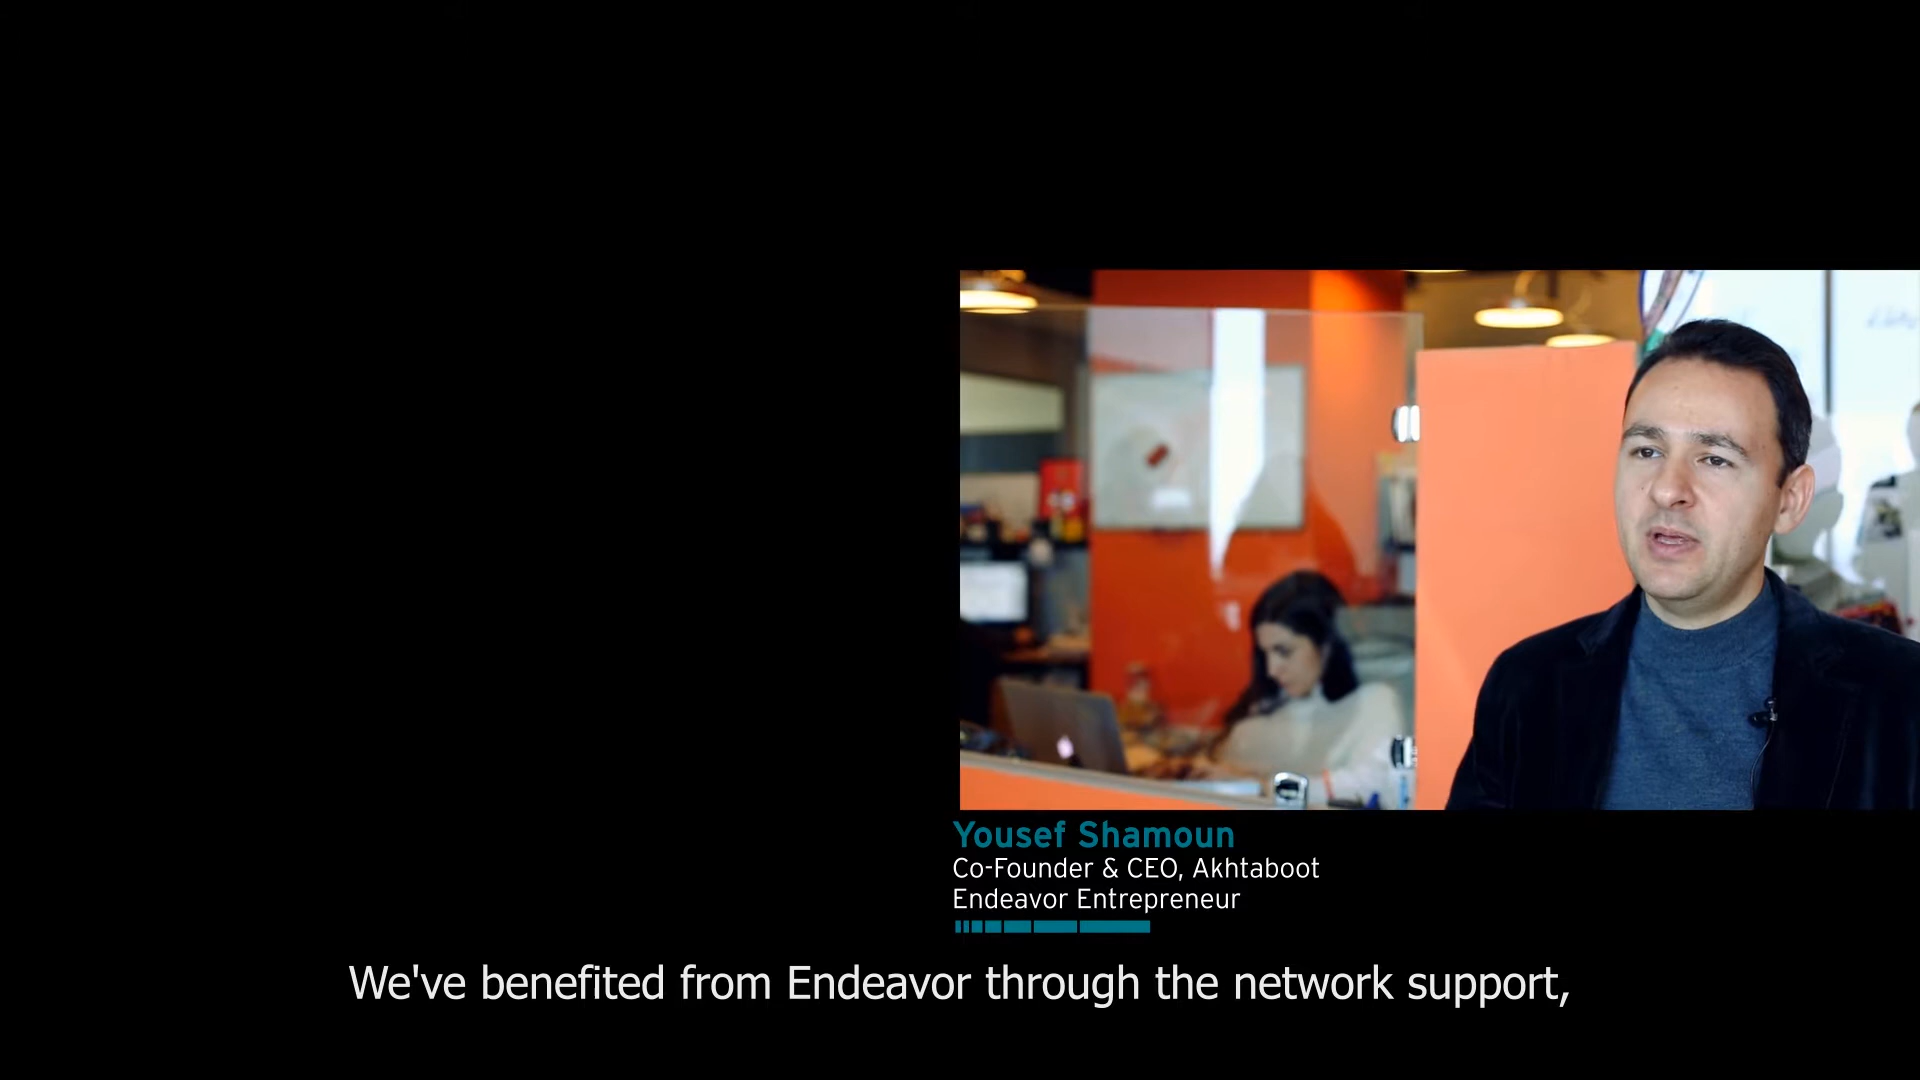 Yousef Shamoun
Co-Founder & CEO, Akhtaboot
Endeavor Entrepreneur
We've benefited from Endeavor through the network support,